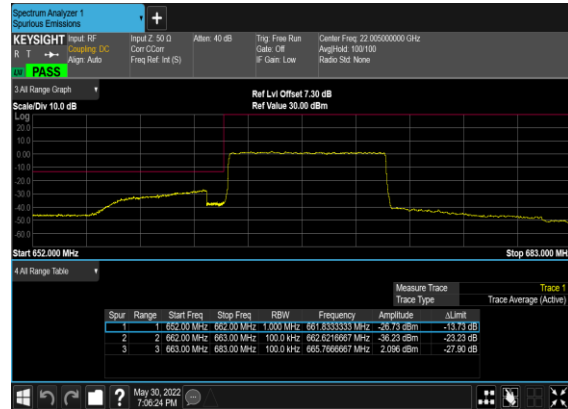 Spectrum Analyzer 1
Spurious Emissions
+
KEYSIGHT Input: RF Input Z: 50 Ω Atten: 40 dB Trig: Free Run Center Freq: 22.005000000 GHz
R T Coupling: DC Corr CCorr Gate: Off Avg|Hold: 100/100
Align: Auto Freq Ref: Int (S) IF Gain: Low Radio Std: None
PASS
3 All Range Graph
Ref Lvl Offset 7.30 dB
Scale/Div 10.0 dB Ref Value 30.00 dBm
Log
20.0
10.0
0.00
-10.0
-20.0
-30.0
-40.0
-50.0
-60.0
Start 652.000 MHz Stop 683.000 MH
4 All Range Table
Measure Trace Trace 1
Trace Type Trace Average (Active)
Spur Range Start Freq Stop Freq RBW Frequency Amplitude ΔLimit
1 1 652.00 MHz 662.00 MHz 1.000 MHz 661.8333333 MHz -26.73 dBm -13.73 dB
2 2 662.00 MHz 663.00 MHz 100.0 kHz 662.6216667 MHz -36.23 dBm -23.23 dB
3 3 663.00 MHz 683.00 MHz 100.0 kHz 665.7666667 MHz 2.096 dBm -27.90 dB
? May 30, 2022
7:06:24 PM